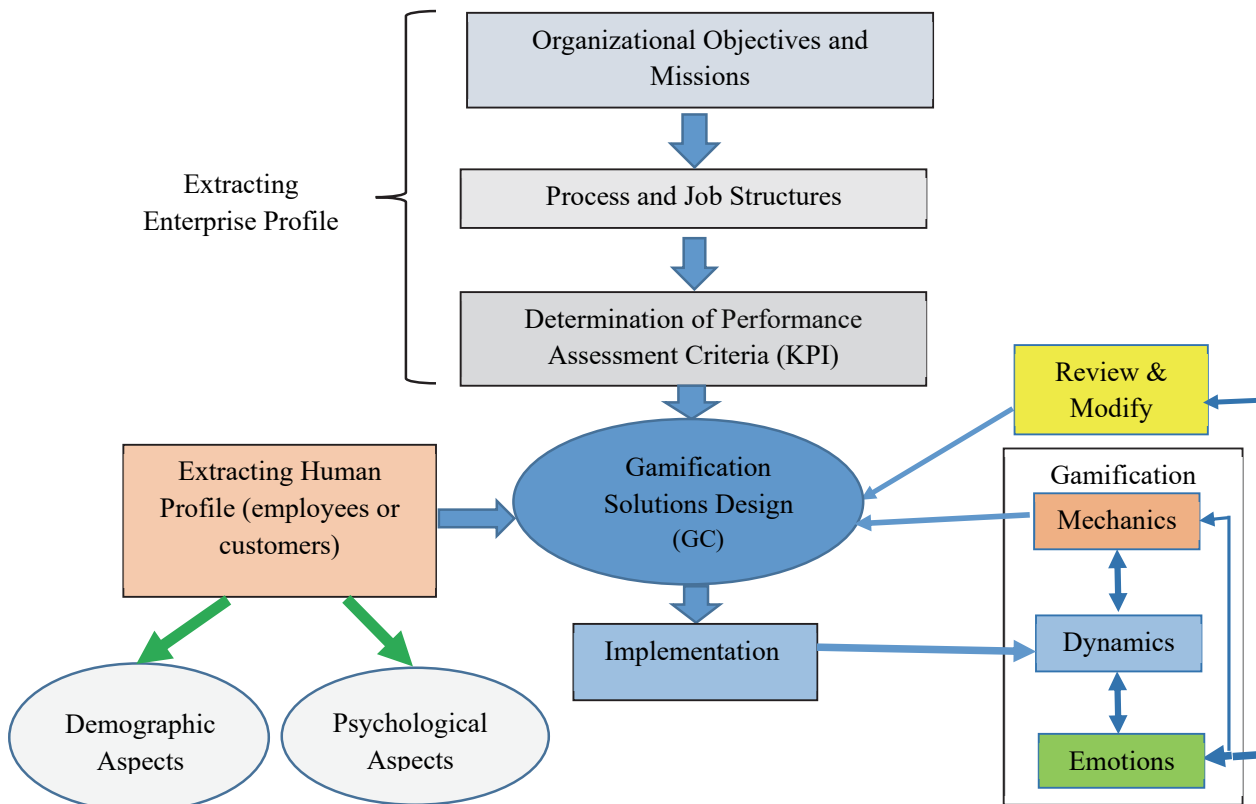 Organizational Objectives and
Missions
Extracting
Enterprise Profile
Process and Job Structures
Determination of Performance
Assessment Criteria (KPI)
Review &
Modify
Extracting Human
Profile (employees or
customers)
Gamification
Solutions Design
(GC)
Gamification
Mechanics
Implementation
Dynamics
Demographic
Aspects
Psychological
Aspects
Emotions